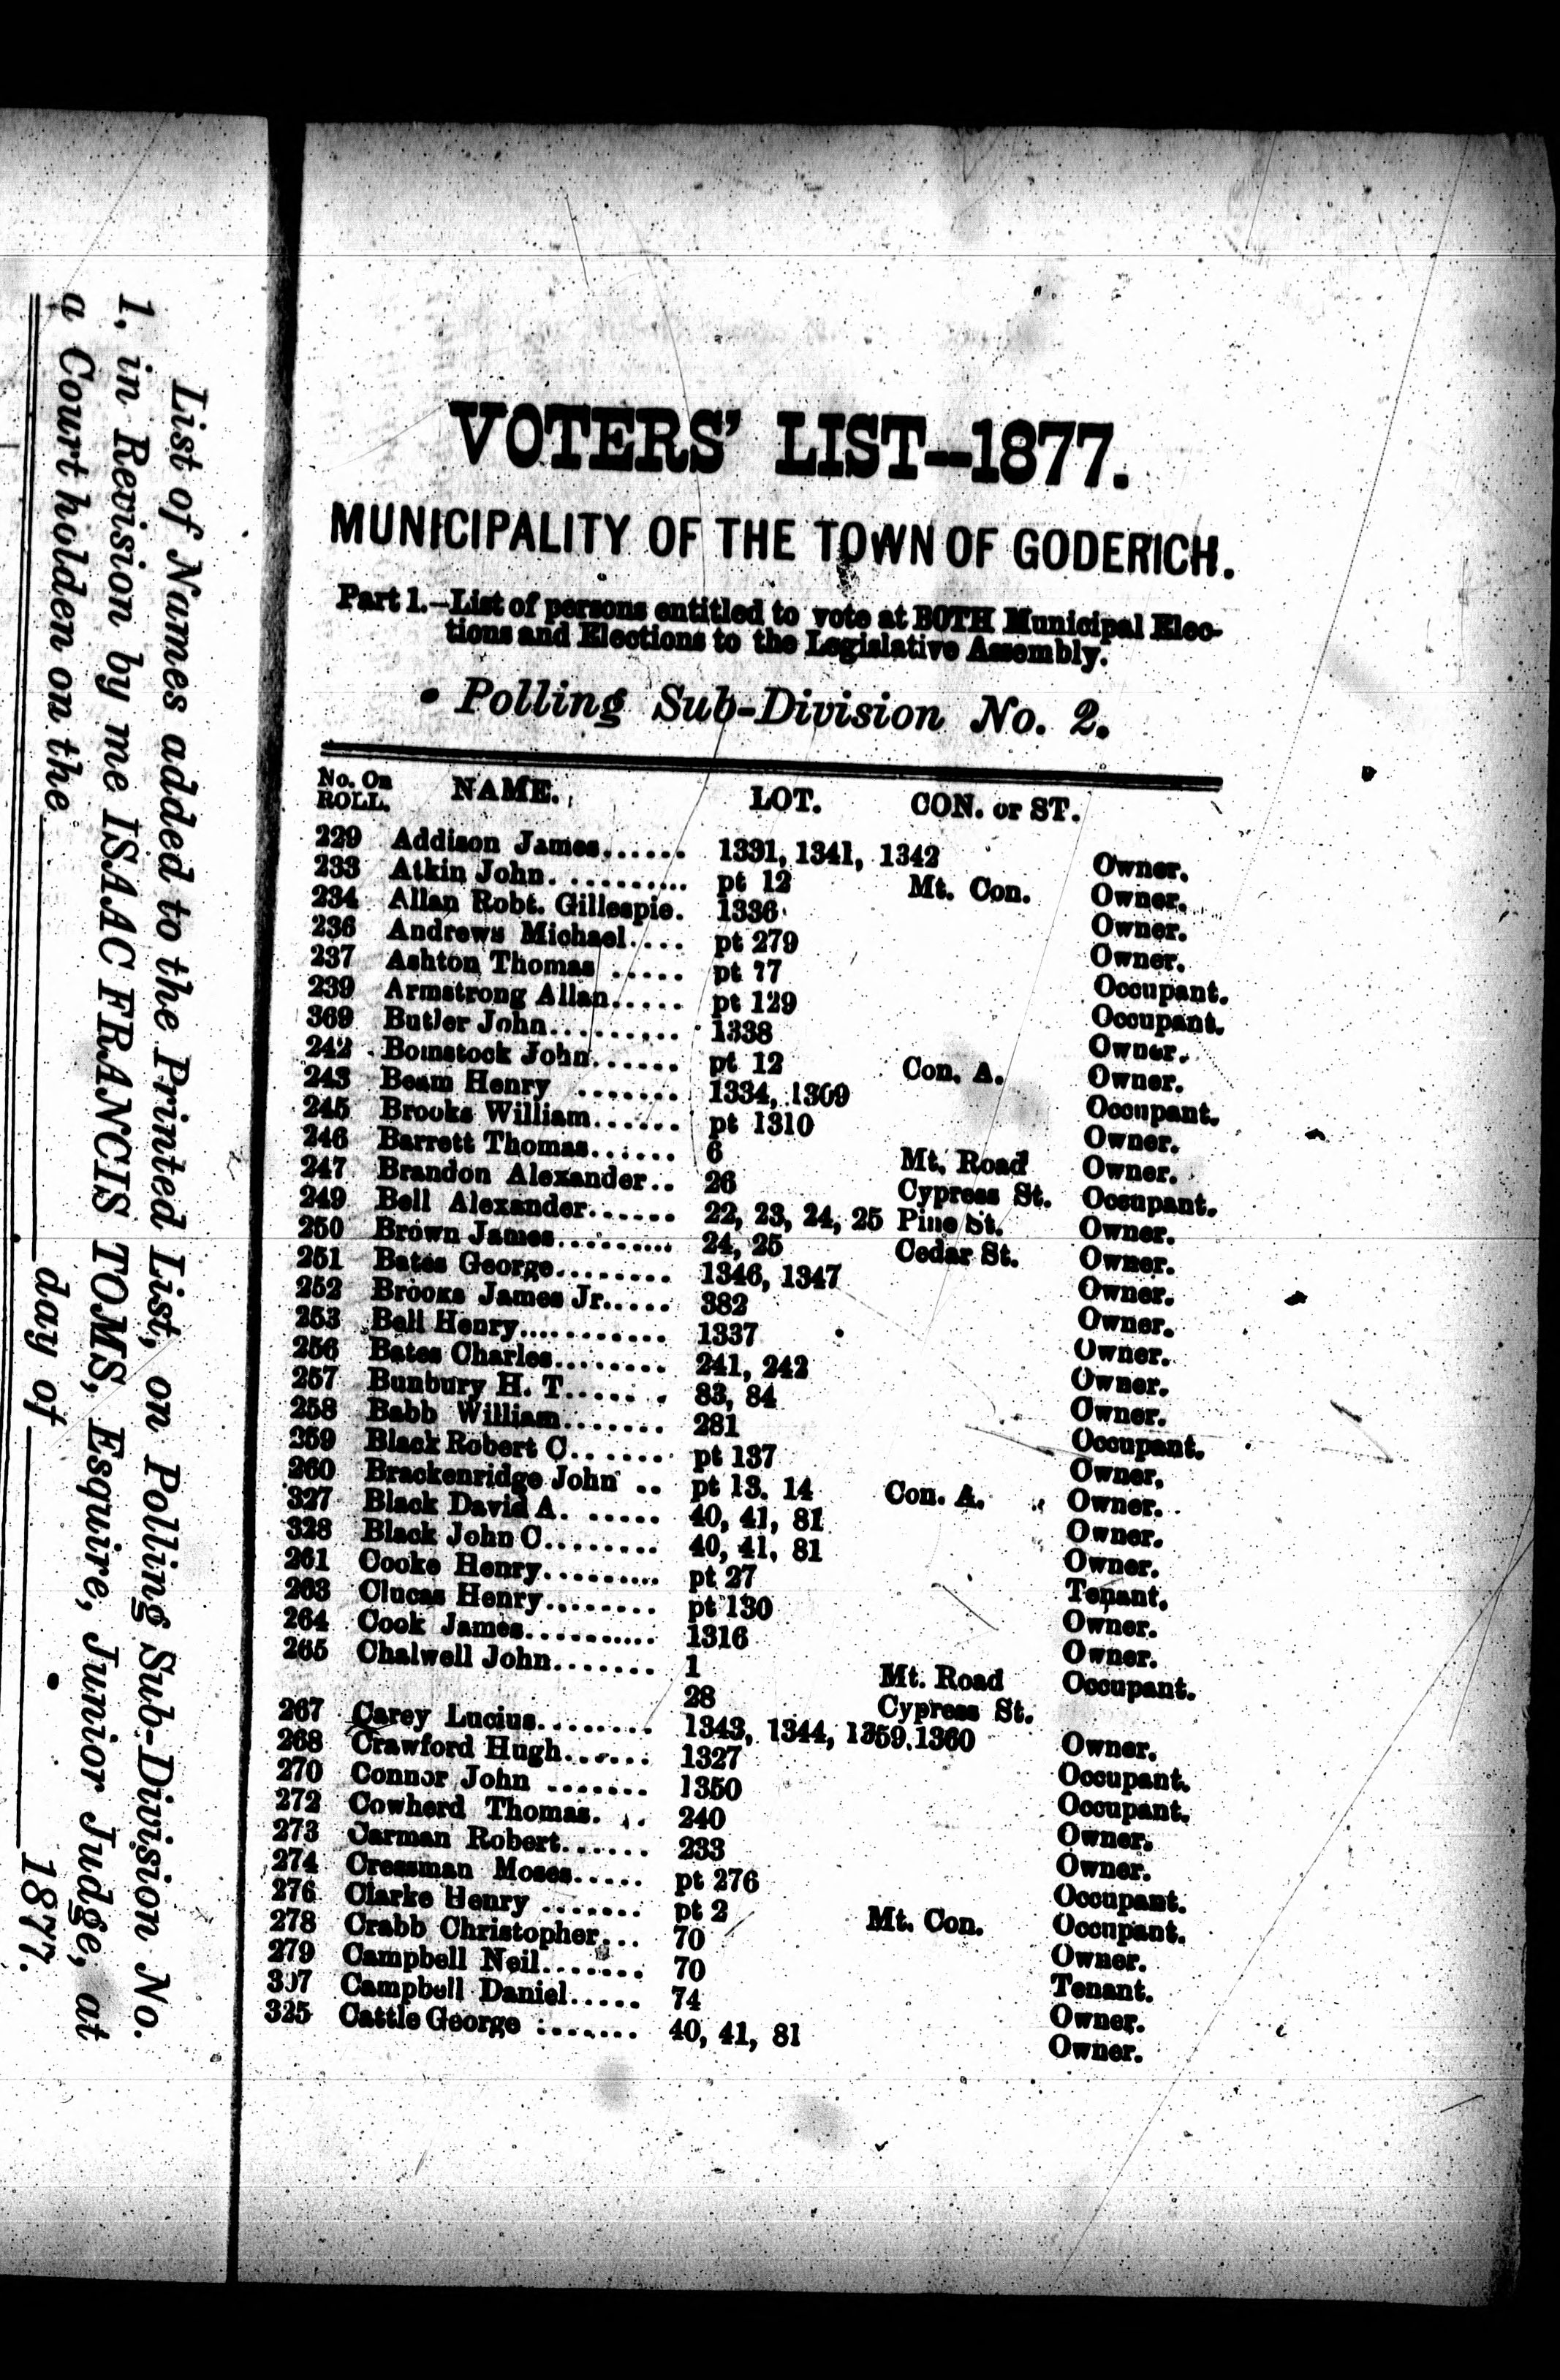 List of Names added to the Printed List, on Polling Sub-Division No.
1, in Revision by me ISAAC FRANCIS TOMS, Esquire, Junior Judge, at
a Court holden on the day of 1877.
VOTERS' LIST--1877.
MUNICIPALITY OF THE TOWN OF GODERICH.
Part 1.--List of persons entitled to vote at BOTH Municipal Elec-
tions and Elections to the Legislative Assembly.
Polling Sub-Division No. 2.
No. On ROLL. NAME. LOT. CON. or ST.
229 Addison James...... 1331, 1341, 1342 Owner.
233 Atkin John.......... pt 12 Mt. Con. Owner.
234 Allan Robt. Gillespie. 1336 Owner.
236 Andrews Michael.... pt 279 Owner.
237 Ashton Thomas ..... pt 77 Occupant.
239 Armstrong Allan..... pt 129 Occupant.
369 Butler John......... 1338 Owner.
242 Bomstock John...... pt 12 Con. A. Owner.
243 Beam Henry ....... 1334, 1309 Occupant.
245 Brooks William...... pt 1310 Owner.
246 Barrett Thomas...... 6 Mt. Road Owner.
247 Brandon Alexander.. 26 Cypress St. Occupant.
249 Bell Alexander...... 22, 23, 24, 25 Pine St. Owner.
250 Brown James.......... 24, 25 Cedar St. Owner.
251 Bates George........ 1346, 1347 Owner.
252 Brooks James Jr..... 382 Owner.
253 Ball Henry........... 1337 Owner.
256 Bates Charles........ 241, 242 Owner.
257 Bunbury H. T...... . 83, 84 Owner.
258 Babb William....... 281 Occupant.
259 Black Robert C....... pt 137 Owner.
260 Brackenridge John .. pt 13. 14 Con. A. Owner.
327 Black David A. ..... 40, 41, 81 Owner.
328 Black John C........ 40, 41, 81 Owner.
261 Cooke Henry.......... pt 27 Tenant.
263 Clucas Henry........ pt 130 Owner.
264 Cook James.......... 1316 Owner.
265 Chalwell John....... 1 Mt. Road Occupant.
28 Cypress St.
267 Carey Lucius........ 1343, 1344, 1359.1360 Owner.
268 Crawford Hugh...... 1327 Occupant.
270 Connor John ....... 1350 Occupant.
272 Cowherd Thomas. .. 240 Owner.
273 Carman Robert...... 233 Owner.
274 Cressman Moses..... pt 276 Occupant.
276 Clarke Henry ....... pt 2 Mt. Con. Occupant.
278 Crabb Christopher... 70 Owner.
279 Campbell Neil....... 70 Tenant.
307 Campbell Daniel..... 74 Owner.
325 Cattle George ....... 40, 41, 81 Owner.